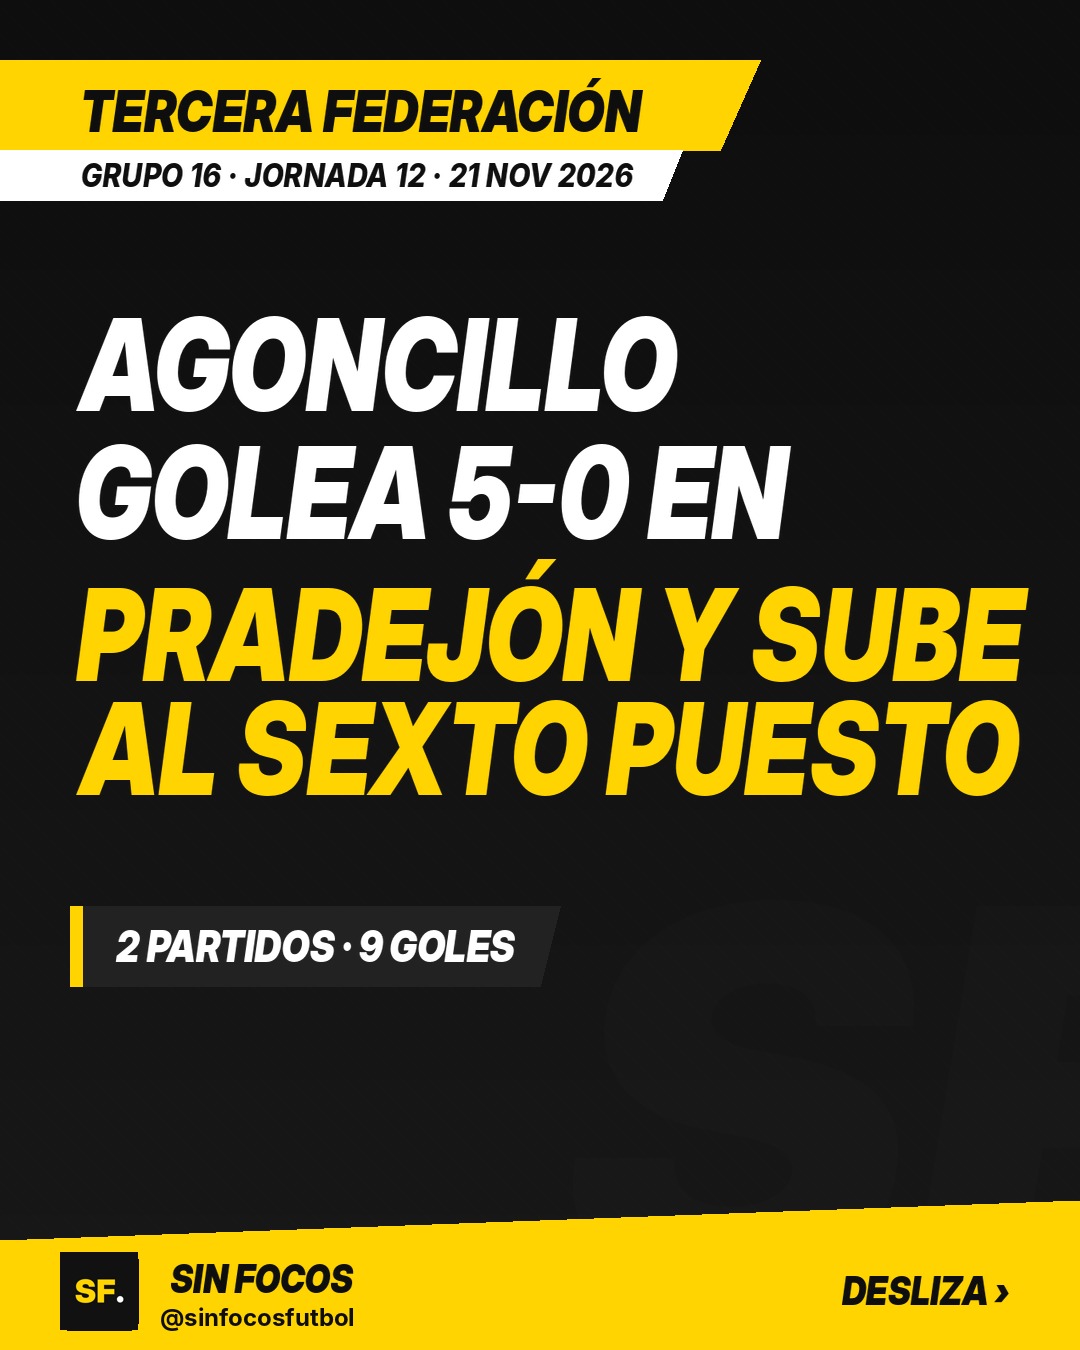 TERCERA FEDERACIÓN
GRUPO 16 · JORNADA 12 · 21 NOV 2026
AGONCILLO
GOLEA 5-0 EN
PRADEJÓN Y SUBE
AL SEXTO PUESTO
2 PARTIDOS · 9 GOLES
SF
SF.
SIN FOCOS
@sinfocosfutbol
DESLIZA ›